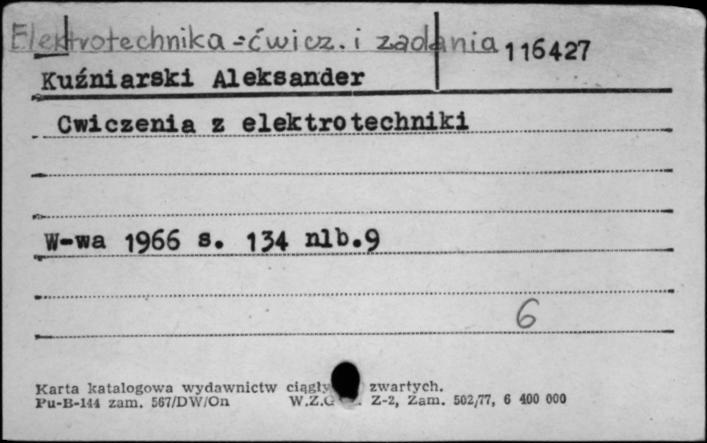 Elektrotechnika - ćwicz. i zadania 116427
Kuźniarski Aleksander
Cwiczenia z elektrotechniki
W-wa 1966 s. 134 nlb.9
6
Karta katalogowa wydawnictw zwartych.
Pu-B-144 zam. 567/DW/On W.Z.G Z-2, Zam. 502/77, 6 400 000